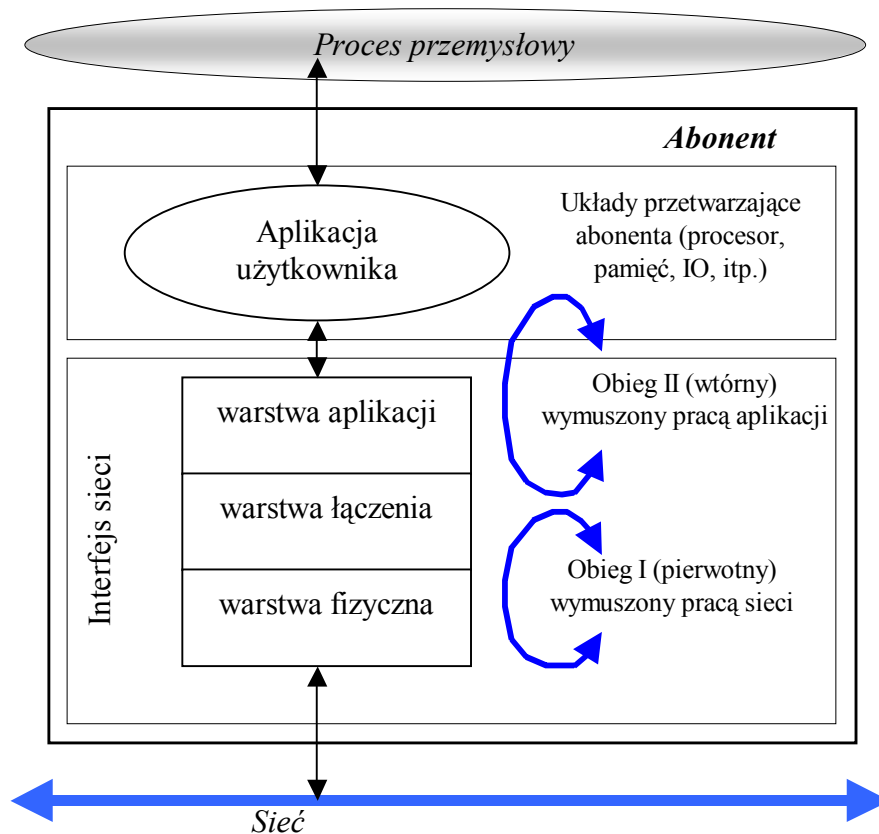 Proces przemysłowy
Abonent
Aplikacja
użytkownika
Układy przetwarzające
abonenta (procesor,
pamięć, IO, itp.)
Interfejs sieci
warstwa aplikacji
warstwa łączenia
warstwa fizyczna
Obieg II (wtórny)
wymuszony pracą aplikacji
Obieg I (pierwotny)
wymuszony pracą sieci
Sieć